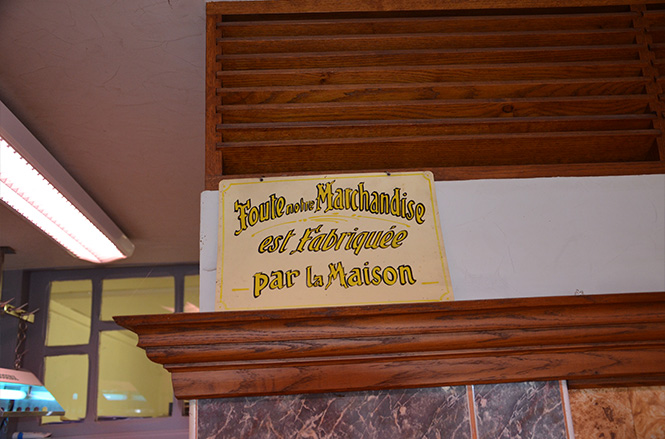 Toute notre Marchandise
est Fabriquée
par la Maison